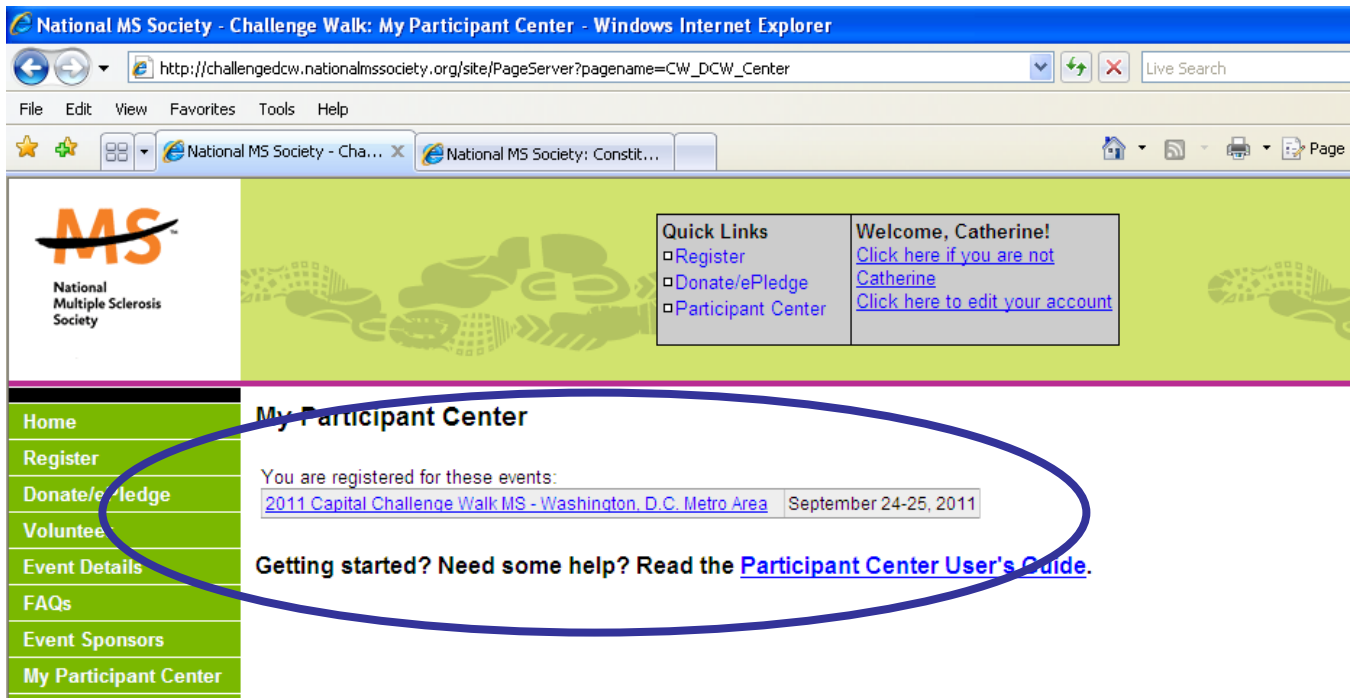 National MS Society - Challenge Walk: My Participant Center - Windows Internet Explorer
http://challengedcw.nationalmssociety.org/site/PageServer?pagename=CW_DCW_Center
Live Search
File Edit View Favorites Tools Help
National MS Society - Cha... National MS Society: Constit... Page
MS
National
Multiple Sclerosis
Society
Quick Links
Register
Donate/ePledge
Participant Center
Welcome, Catherine!
Click here if you are not
Catherine
Click here to edit your account
Home
Register
Donate/ePledge
Volunteer
Event Details
FAQs
Event Sponsors
My Participant Center
My Participant Center
You are registered for these events:
2011 Capital Challenge Walk MS - Washington, D.C. Metro Area September 24-25, 2011
Getting started? Need some help? Read the Participant Center User's Guide.